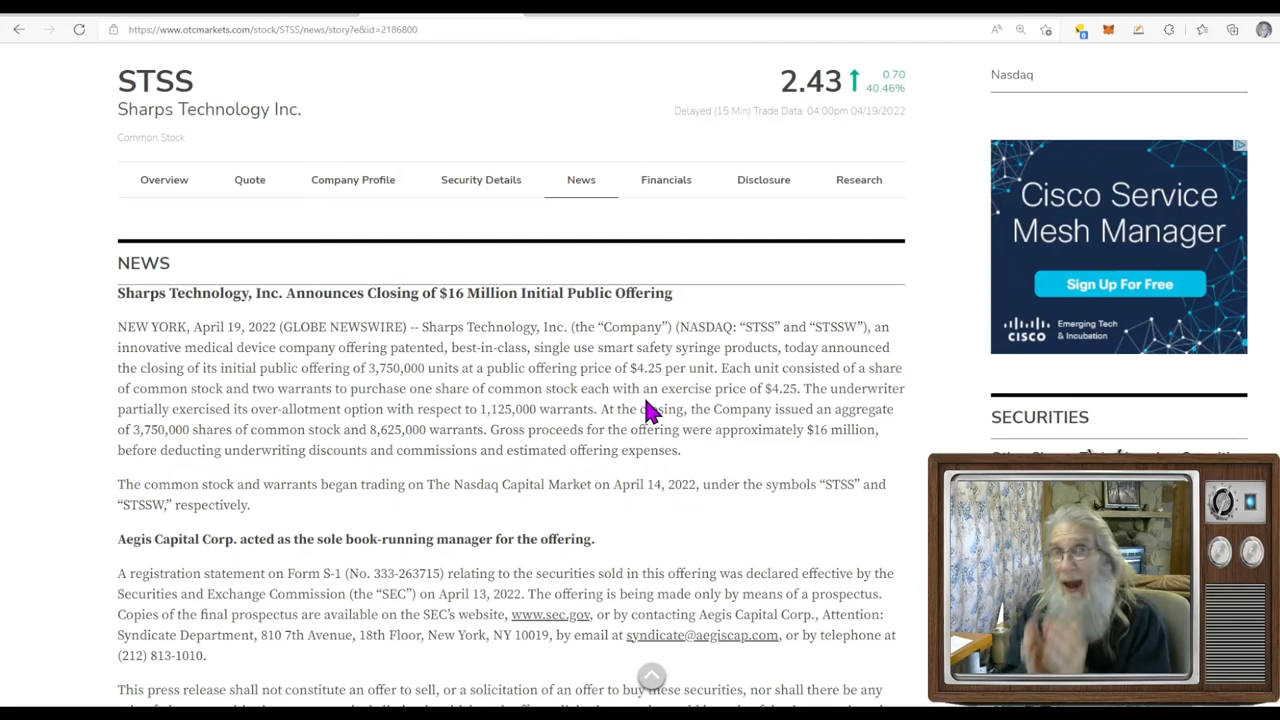 https://www.otcmarkets.com/stock/STSS/news/story?e&id=2186800
STSS
2.43
0.70
40.46%
Sharps Technology Inc.
Delayed (15 Min) Trade Data: 04:00pm 04/19/2022
Common Stock
Overview Quote Company Profile Security Details News Financials Disclosure Research
NEWS
Sharps Technology, Inc. Announces Closing of $16 Million Initial Public Offering
NEW YORK, April 19, 2022 (GLOBE NEWSWIRE) -- Sharps Technology, Inc. (the “Company”) (NASDAQ: “STSS” and “STSSW”), an
innovative medical device company offering patented, best-in-class, single use smart safety syringe products, today announced
the closing of its initial public offering of 3,750,000 units at a public offering price of $4.25 per unit. Each unit consisted of a share
of common stock and two warrants to purchase one share of common stock each with an exercise price of $4.25. The underwriter
partially exercised its over-allotment option with respect to 1,125,000 warrants. At the closing, the Company issued an aggregate
of 3,750,000 shares of common stock and 8,625,000 warrants. Gross proceeds for the offering were approximately $16 million,
before deducting underwriting discounts and commissions and estimated offering expenses.
The common stock and warrants began trading on The Nasdaq Capital Market on April 14, 2022, under the symbols “STSS” and
“STSSW,” respectively.
Aegis Capital Corp. acted as the sole book-running manager for the offering.
A registration statement on Form S-1 (No. 333-263715) relating to the securities sold in this offering was declared effective by the
Securities and Exchange Commission (the “SEC”) on April 13, 2022. The offering is being made only by means of a prospectus.
Copies of the final prospectus are available on the SEC’s website, www.sec.gov, or by contacting Aegis Capital Corp., Attention:
Syndicate Department, 810 7th Avenue, 18th Floor, New York, NY 10019, by email at syndicate@aegiscap.com, or by telephone at
(212) 813-1010.
This press release shall not constitute an offer to sell, or a solicitation of an offer to buy these securities, nor shall there be any
Nasdaq
Cisco Service
Mesh Manager
Sign Up For Free
CISCO
Emerging Tech
& Incubation
SECURITIES